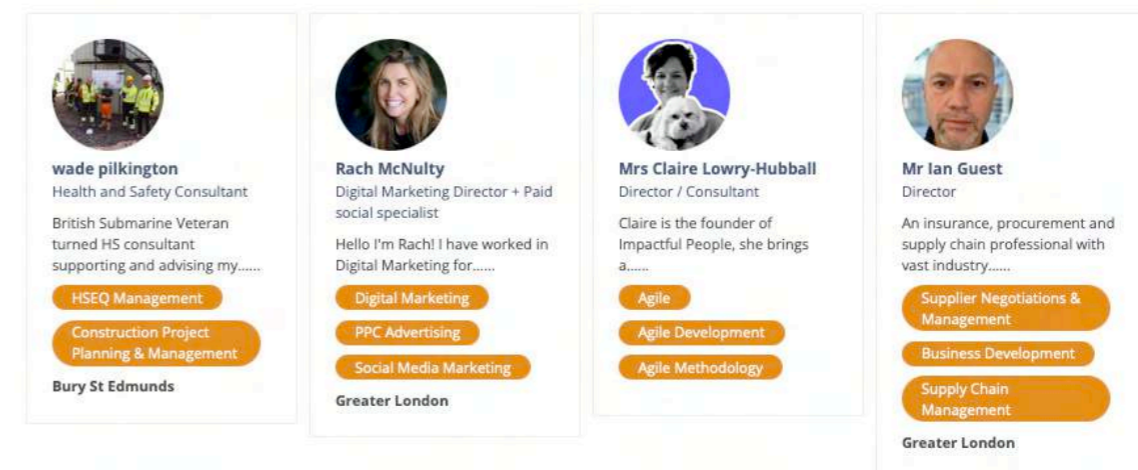 wade pilkington
Health and Safety Consultant
British Submarine Veteran
turned HS consultant
supporting and advising my......
HSEQ Management
Construction Project
Planning & Management
Bury St Edmunds
Rach McNulty
Digital Marketing Director + Paid
social specialist
Hello I'm Rach! I have worked in
Digital Marketing for......
Digital Marketing
PPC Advertising
Social Media Marketing
Greater London
Mrs Claire Lowry-Hubball
Director / Consultant
Claire is the founder of
Impactful People, she brings
a......
Agile
Agile Development
Agile Methodology
Mr Ian Guest
Director
An insurance, procurement and
supply chain professional with
vast industry......
Supplier Negotiations &
Management
Business Development
Supply Chain
Management
Greater London